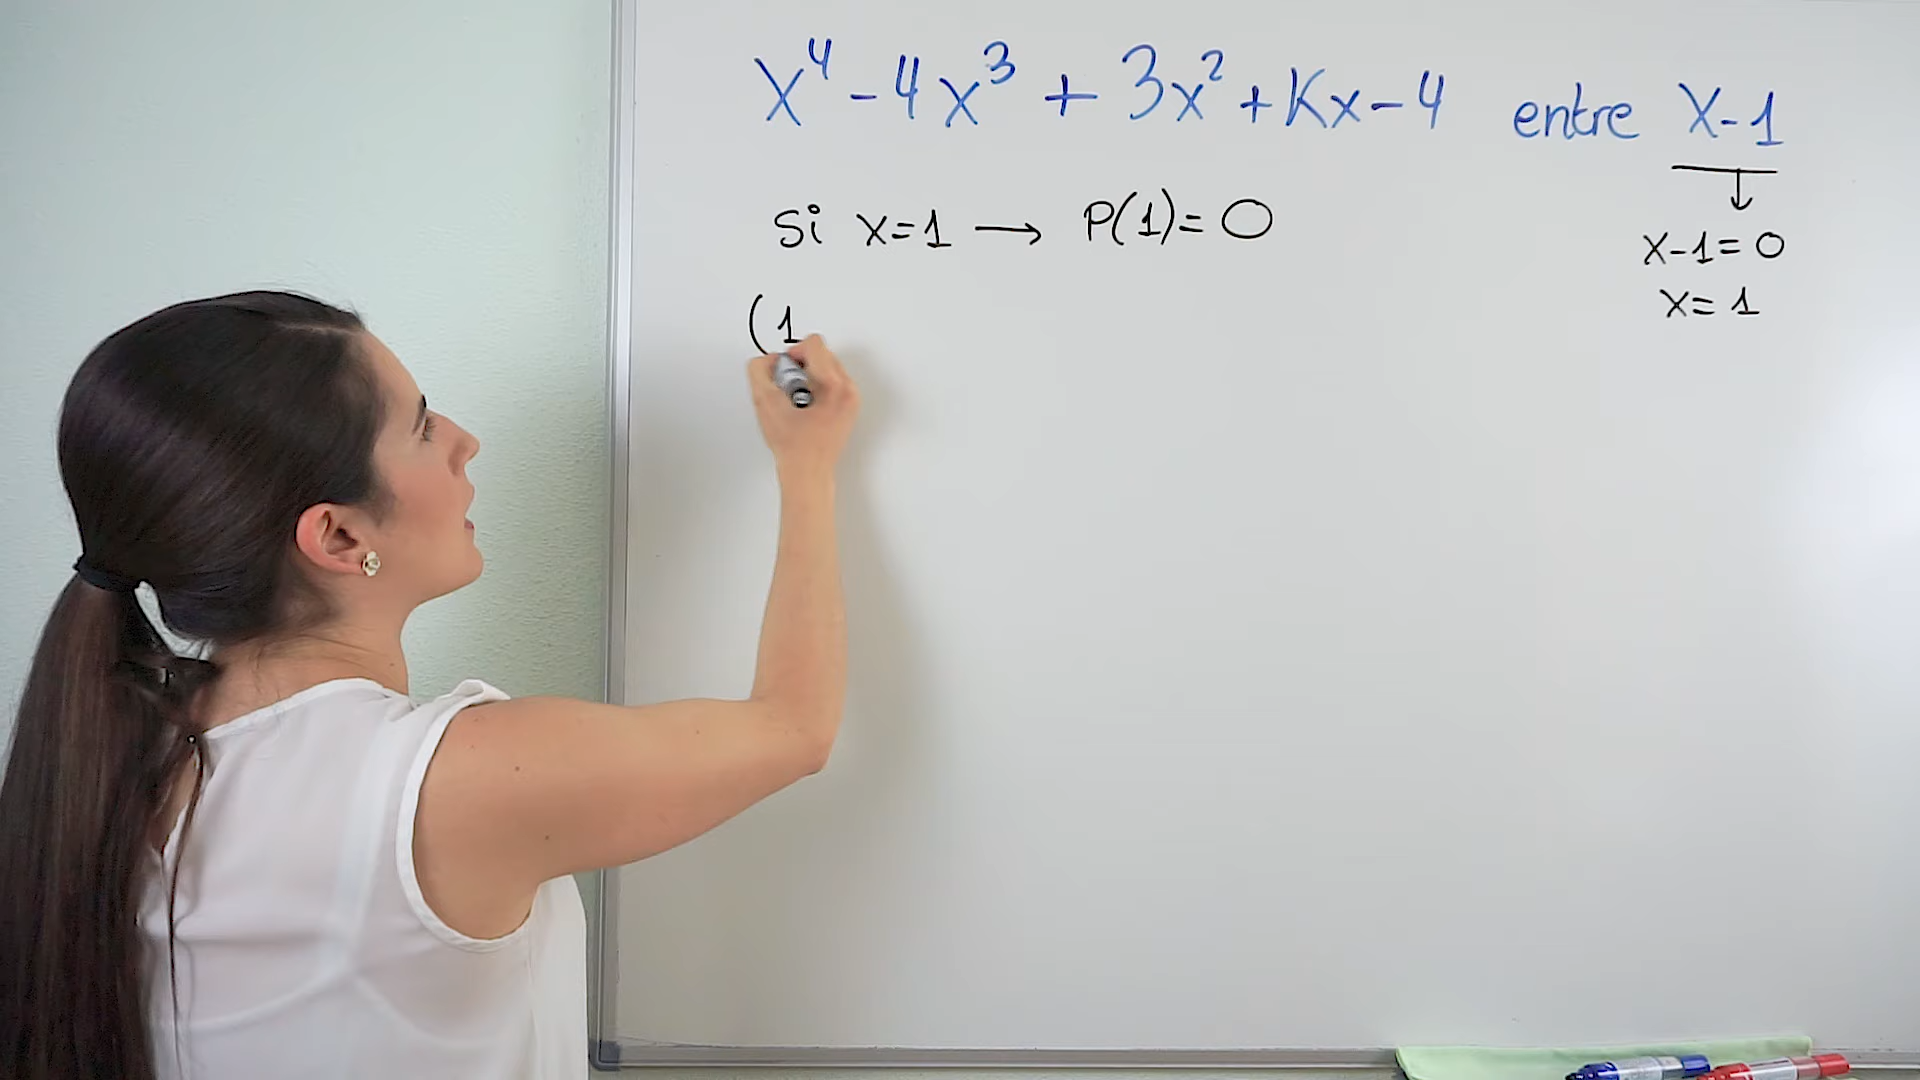 x⁴ - 4x³ + 3x² + Kx - 4 entre x-1
Si x=1 → P(1)= 0
x-1= 0
x= 1
(1